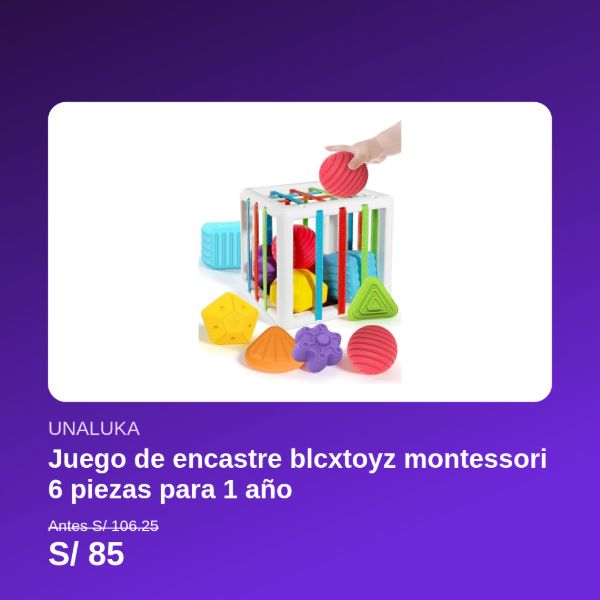 UNALUKA
Juego de encastre blcxtoyz montessori
6 piezas para 1 año
Antes S/ 106.25
S/ 85